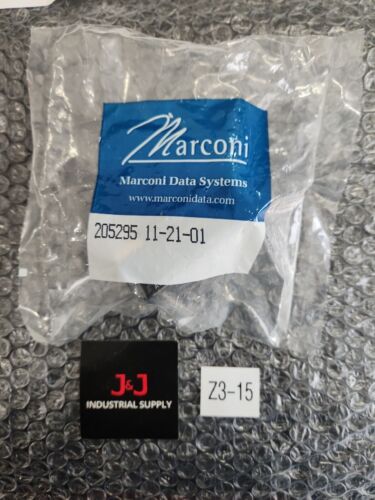 Marconi
Marconi Data Systems
www.marconidata.com
205295 11-21-01
J&J
INDUSTRIAL SUPPLY
Z3-15